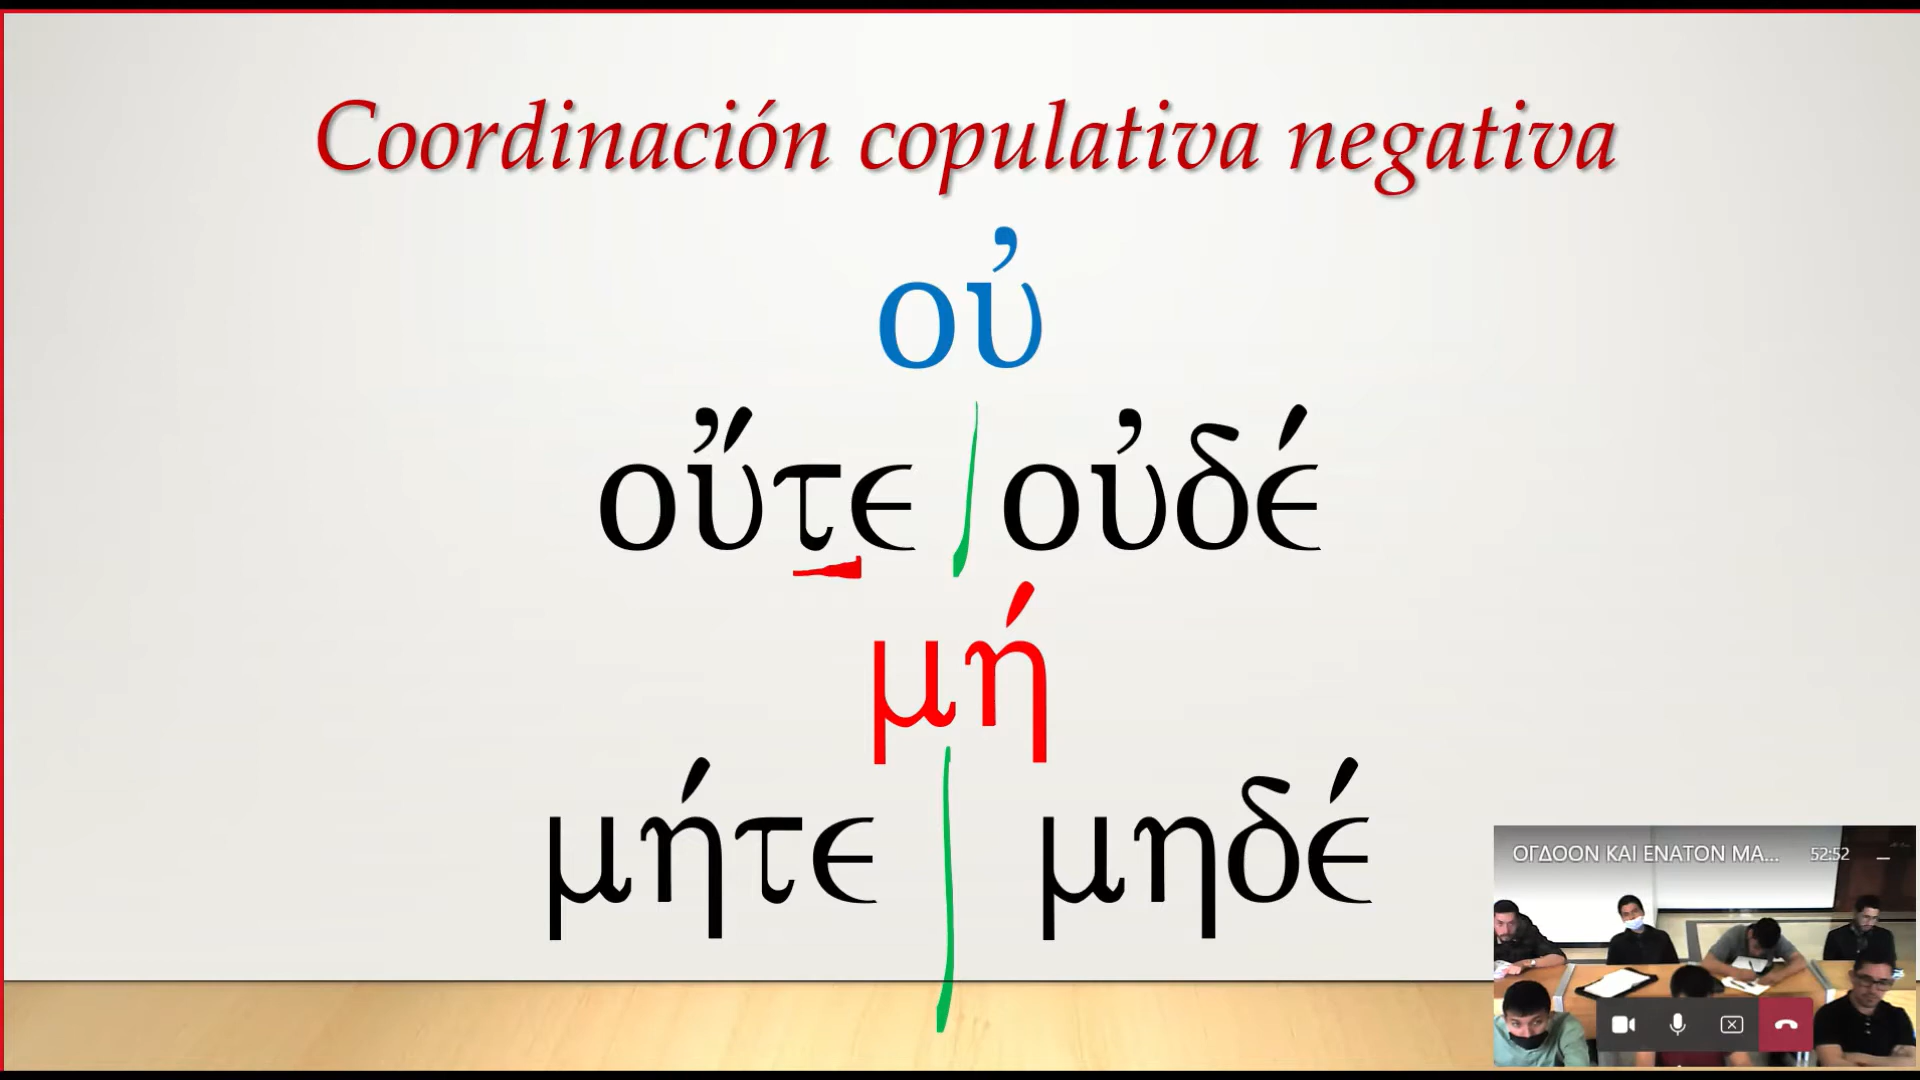 Coordinación copulativa negativa
οὐ
οὔτε οὐδέ
μή
μήτε μηδέ
ΟΓΔΟΟΝ ΚΑΙ ΕΝΑΤΟΝ ΜΑ... 52:52